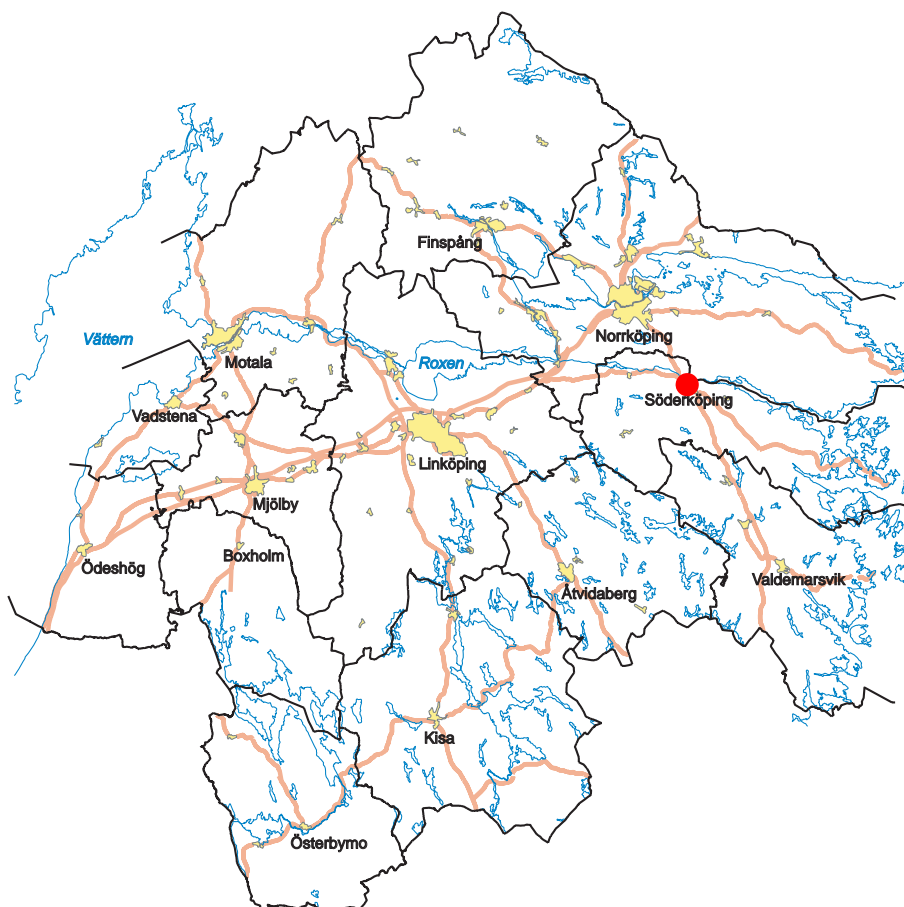 Finspång
Norrköping
Vättern
Motala
Roxen
Söderköping
Vadstena
Linköping
Mjölby
Boxholm
Ödeshög
Åtvidaberg
Valdemarsvik
Kisa
Österbymo